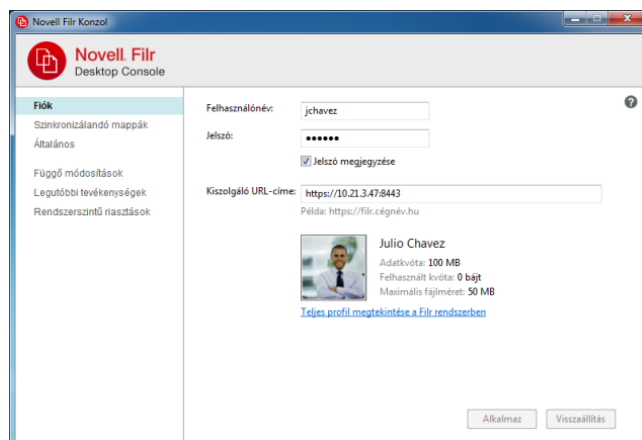 Novell Filr Konzol
Novell. Filr
Desktop Console
Fiók
Szinkronizálandó mappák
Általános
Függő módosítások
Legutóbbi tevékenységek
Rendszerszintű riasztások
Felhasználónév:
jchavez
Jelszó:
••••••
Jelszó megjegyzése
Kiszolgáló URL-címe:
https://10.21.3.47:8443
Példa: https://filr.cégnév.hu
Julio Chavez
Adatkvóta: 100 MB
Felhasznált kvóta: 0 bájt
Maximális fájlméret: 50 MB
Teljes profil megtekintése a Filr rendszerben
Alkalmaz
Visszaállítás